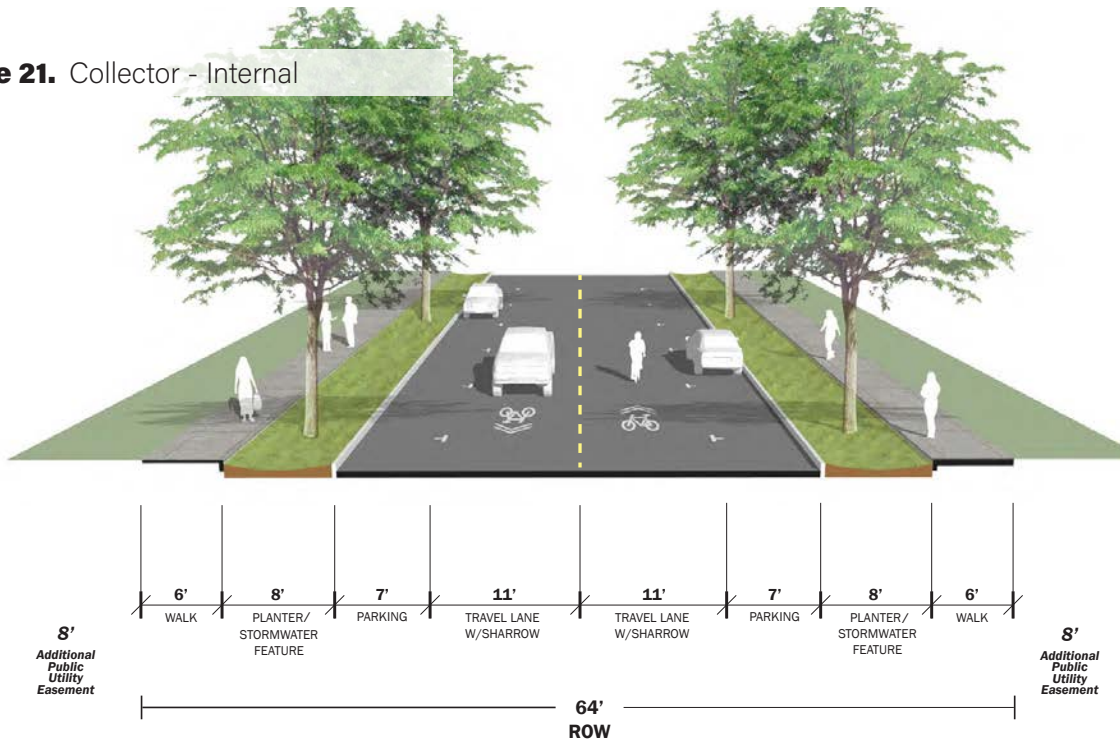 e 21. Collector - Internal
6' 8' 7' 11' 11' 7' 8' 6'
WALK PLANTER/ PARKING TRAVEL LANE TRAVEL LANE PARKING PLANTER/ WALK
STORMWATER W/SHARROW W/SHARROW STORMWATER
FEATURE FEATURE
8'
Additional
Public
Utility
Easement
8'
Additional
Public
Utility
Easement
64'
ROW